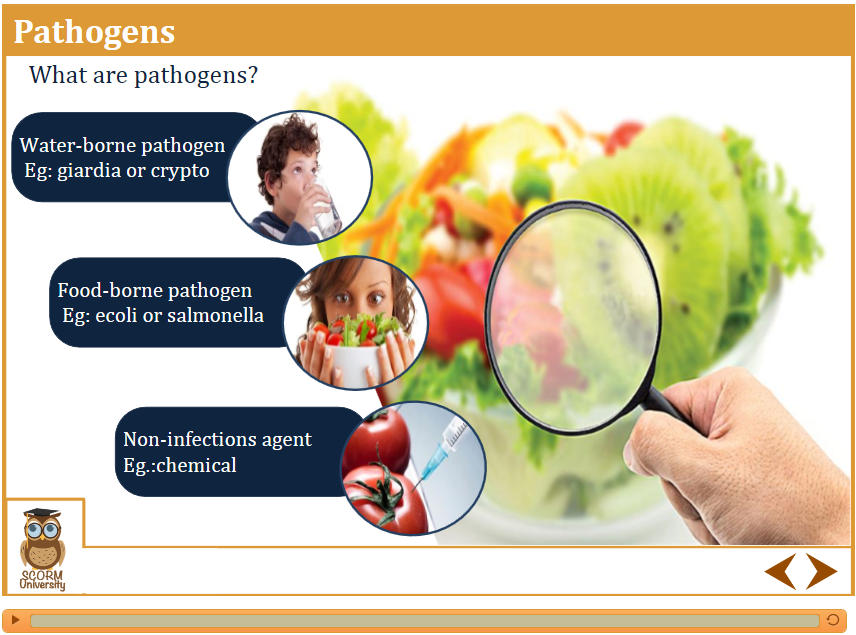 Pathogens
What are pathogens?
Water-borne pathogen
Eg: giardia or crypto
Food-borne pathogen
Eg: ecoli or salmonella
Non-infections agent
Eg.:chemical
SCORM
University